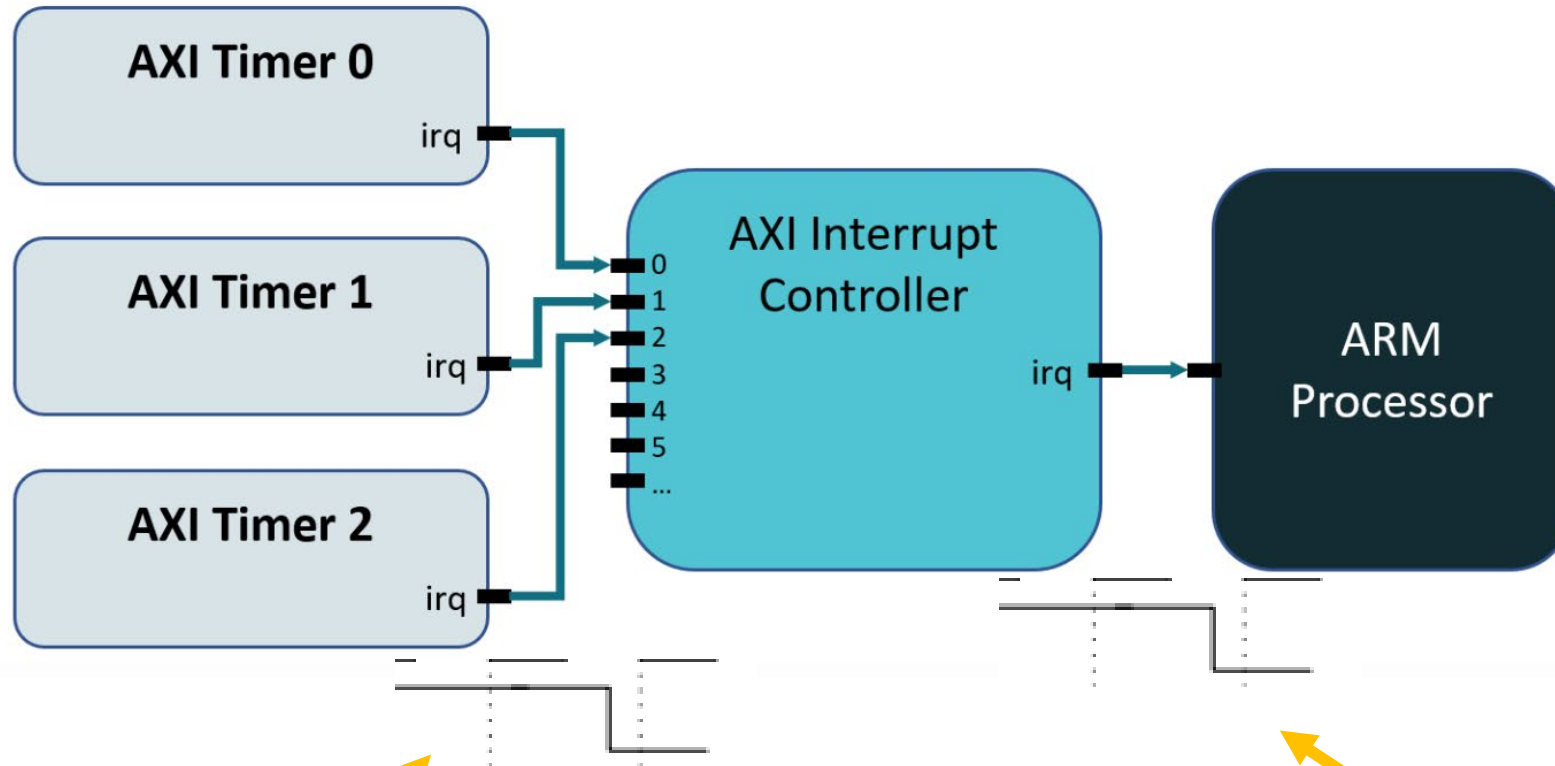 AXI Timer 0
irq
AXI Timer 1
irq
AXI Timer 2
irq
AXI Interrupt
Controller
0
1
2
3
4
5
...
irq
ARM
Processor